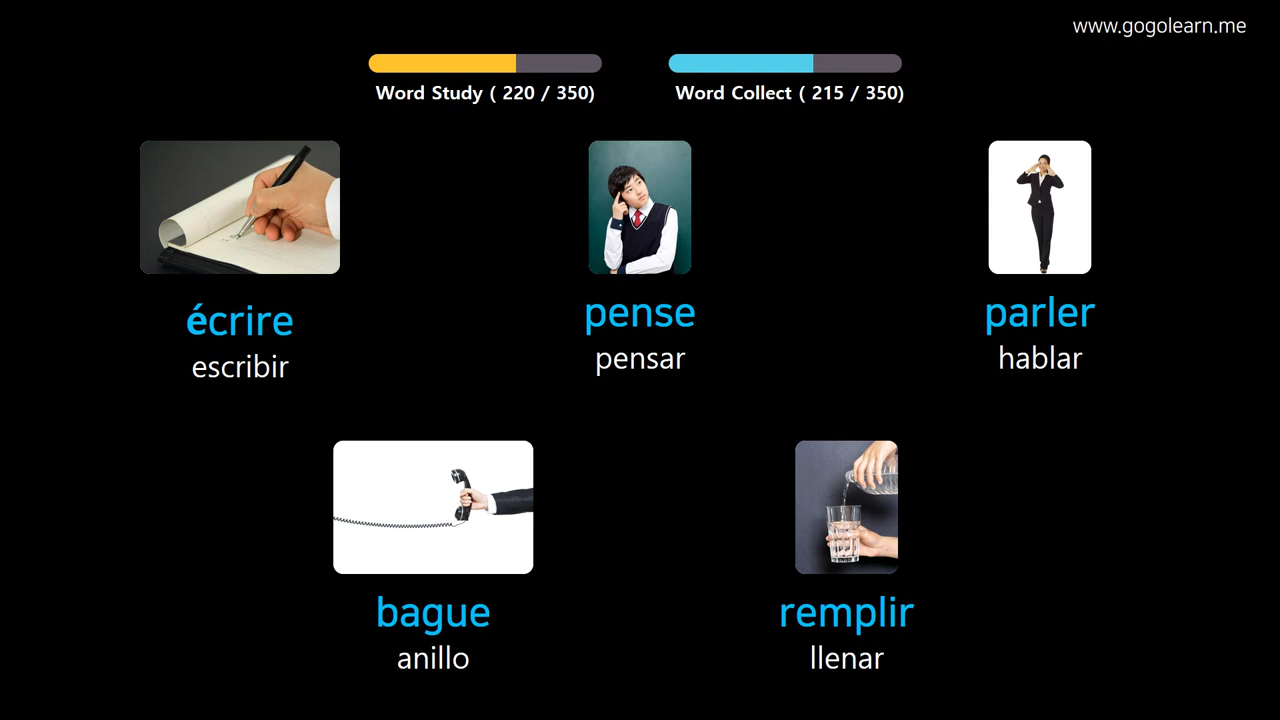 www.gogolearn.me
Word Study ( 220 / 350)
Word Collect ( 215 / 350)
écrire
escribir
pense
pensar
parler
hablar
bague
anillo
remplir
llenar